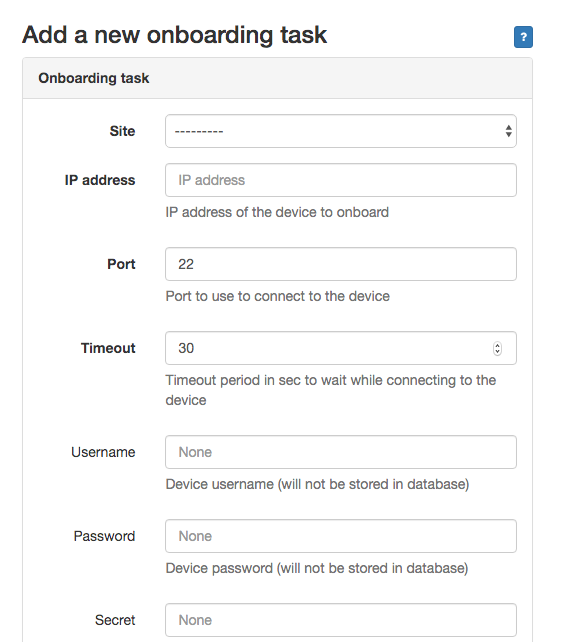 Add a new onboarding task
?
Onboarding task
Site
---------
IP address
IP address
IP address of the device to onboard
Port
22
Port to use to connect to the device
Timeout
30
Timeout period in sec to wait while connecting to the
device
Username
None
Device username (will not be stored in database)
Password
None
Device password (will not be stored in database)
Secret
None